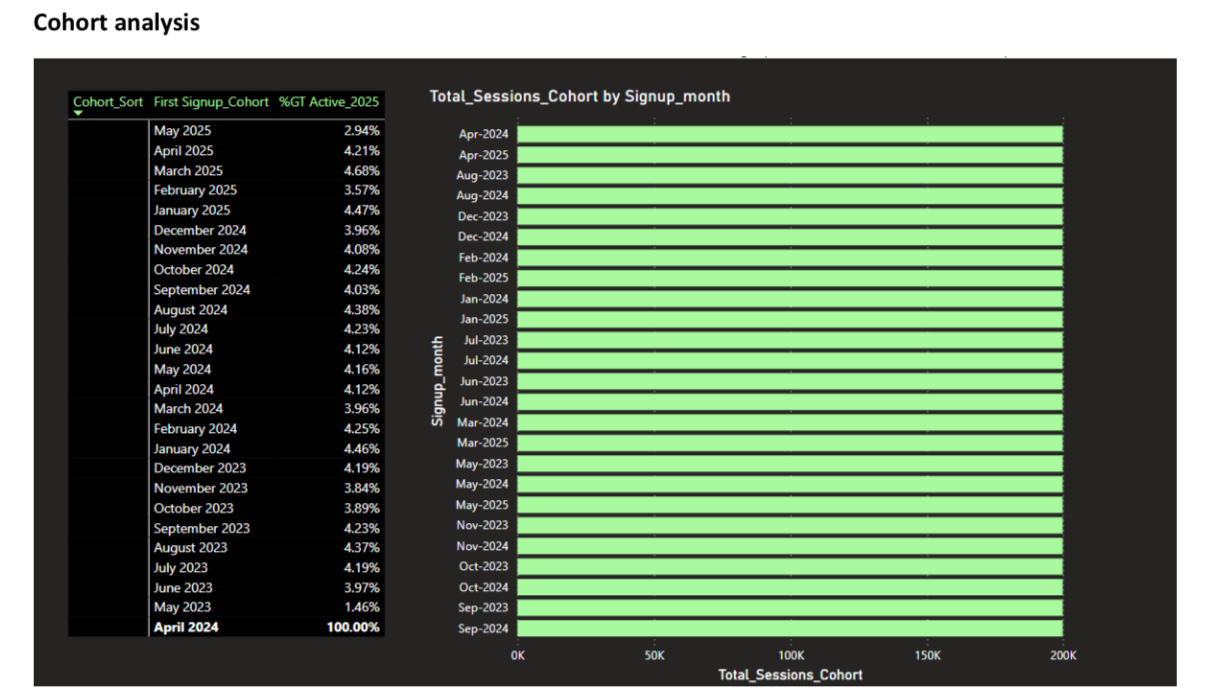 Cohort analysis
Cohort_Sort First Signup_Cohort %GT Active_2025
May 2025 2.94%
April 2025 4.21%
March 2025 4.68%
February 2025 3.57%
January 2025 4.47%
December 2024 3.96%
November 2024 4.08%
October 2024 4.24%
September 2024 4.03%
August 2024 4.38%
July 2024 4.23%
June 2024 4.12%
May 2024 4.16%
April 2024 4.12%
March 2024 3.96%
February 2024 4.25%
January 2024 4.46%
December 2023 4.19%
November 2023 3.84%
October 2023 3.89%
September 2023 4.23%
August 2023 4.37%
July 2023 4.19%
June 2023 3.97%
May 2023 1.46%
April 2024 100.00%
Total_Sessions_Cohort by Signup_month
Signup_month
Apr-2024
Apr-2025
Aug-2023
Aug-2024
Dec-2023
Dec-2024
Feb-2024
Feb-2025
Jan-2024
Jan-2025
Jul-2023
Jul-2024
Jun-2023
Jun-2024
Mar-2024
Mar-2025
May-2023
May-2024
May-2025
Nov-2023
Nov-2024
Oct-2023
Oct-2024
Sep-2023
Sep-2024
0K 50K 100K 150K 200K
Total_Sessions_Cohort